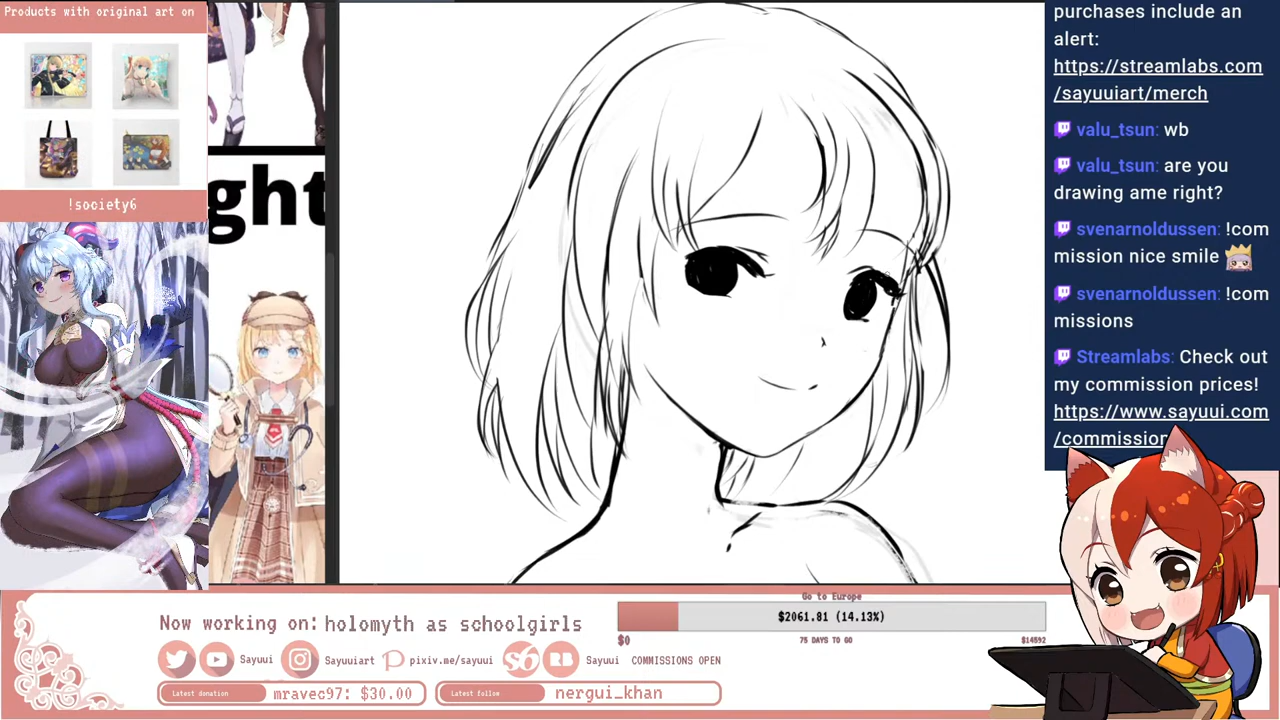 Products with original art on
!society6
ght
purchases include an
alert:
https://streamlabs.com
/sayuuiart/merch
valu_tsun: wb
valu_tsun: are you
drawing ame right?
svenarnoldussen: !com
mission nice smile
svenarnoldussen: !com
missions
Streamlabs: Check out
my commission prices!
https://www.sayuui.com
/commission
Now working on: holomyth as schoolgirls
Go to Europe
$2061.81 (14.13%)
$0
75 DAYS TO GO
$14592
Sayuui
Sayuuiart
pixiv.me/sayuui
S6
RB
Sayuui
COMMISSIONS OPEN
Latest donation
mravec97: $30.00
Latest follow
nergui_khan